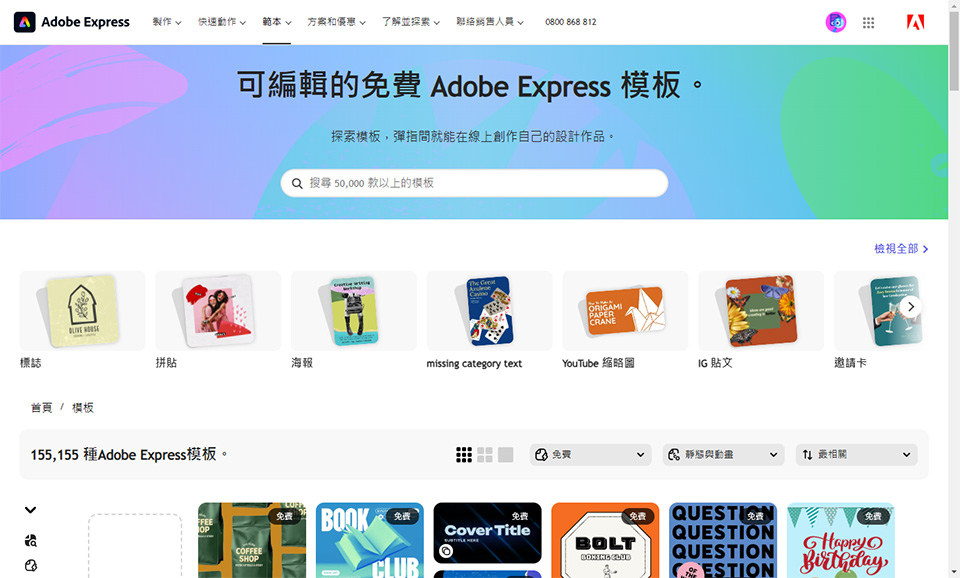 Adobe Express
製作
快速動作
範本
方案和優惠
了解並探索
聯絡銷售人員
0800 868 812
可編輯的免費 Adobe Express 模板。
探索模板，彈指間就能在線上創作自己的設計作品。
搜尋 50,000 款以上的模板
檢視全部
OLIVE HOUSE
Creative Writing
Workshop
The Great
Casino
How to Make an
ORIGAMI
PAPER
CRANE
標誌
拼貼
海報
missing category text
YouTube 縮略圖
IG 貼文
邀請卡
首頁 / 模板
155,155 種Adobe Express模板。
免費
靜態與動畫
最相關
免費
免費
免費
免費
免費
免費
COFFEE
SHOP
BOOK
CLUB
Cover Title
SUBTITLE HERE
BOLT
BOXING CLUB
QUESTION
QUESTION
QUESTION
QUESTION
OF
THE
Happy
Birthday